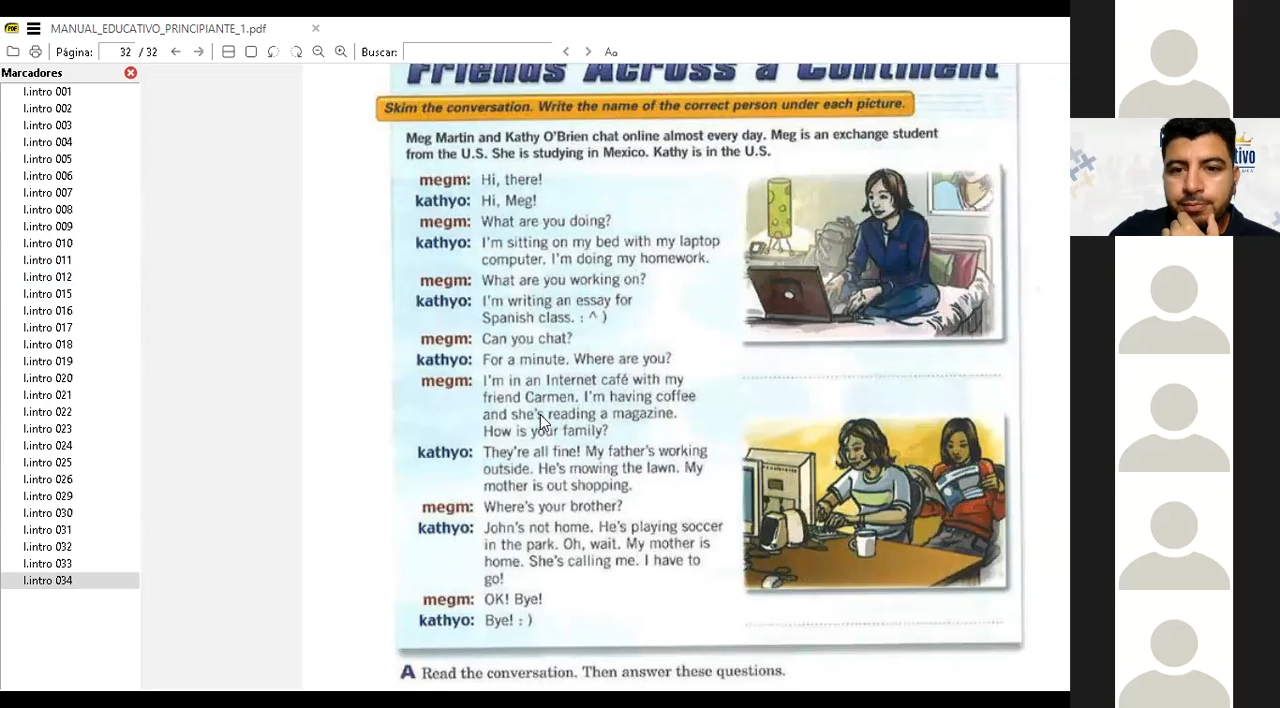 MANUAL_EDUCATIVO_PRINCIPIANTE_1.pdf
Página: 32 / 32 Buscar: Aa
Marcadores
I.intro 001
I.intro 002
I.intro 003
I.intro 004
I.intro 005
I.intro 006
I.intro 007
I.intro 008
I.intro 009
I.intro 010
I.intro 011
I.intro 012
I.intro 015
I.intro 016
I.intro 017
I.intro 018
I.intro 019
I.intro 020
I.intro 021
I.intro 022
I.intro 023
I.intro 024
I.intro 025
I.intro 026
I.intro 029
I.intro 030
I.intro 031
I.intro 032
I.intro 033
I.intro 034
Friends Across a Continent
Skim the conversation. Write the name of the correct person under each picture.
Meg Martin and Kathy O'Brien chat online almost every day. Meg is an exchange student
from the U.S. She is studying in Mexico. Kathy is in the U.S.
megm: Hi, there!
kathyo: Hi, Meg!
megm: What are you doing?
kathyo: I'm sitting on my bed with my laptop
computer. I'm doing my homework.
megm: What are you working on?
kathyo: I'm writing an essay for
Spanish class. : ^ )
megm: Can you chat?
kathyo: For a minute. Where are you?
megm: I'm in an Internet café with my
friend Carmen. I'm having coffee
and she's reading a magazine.
How is your family?
kathyo: They're all fine! My father's working
outside. He's mowing the lawn. My
mother is out shopping.
megm: Where's your brother?
kathyo: John's not home. He's playing soccer
in the park. Oh, wait. My mother is
home. She's calling me. I have to
go!
megm: OK! Bye!
kathyo: Bye! : )
A Read the conversation. Then answer these questions.